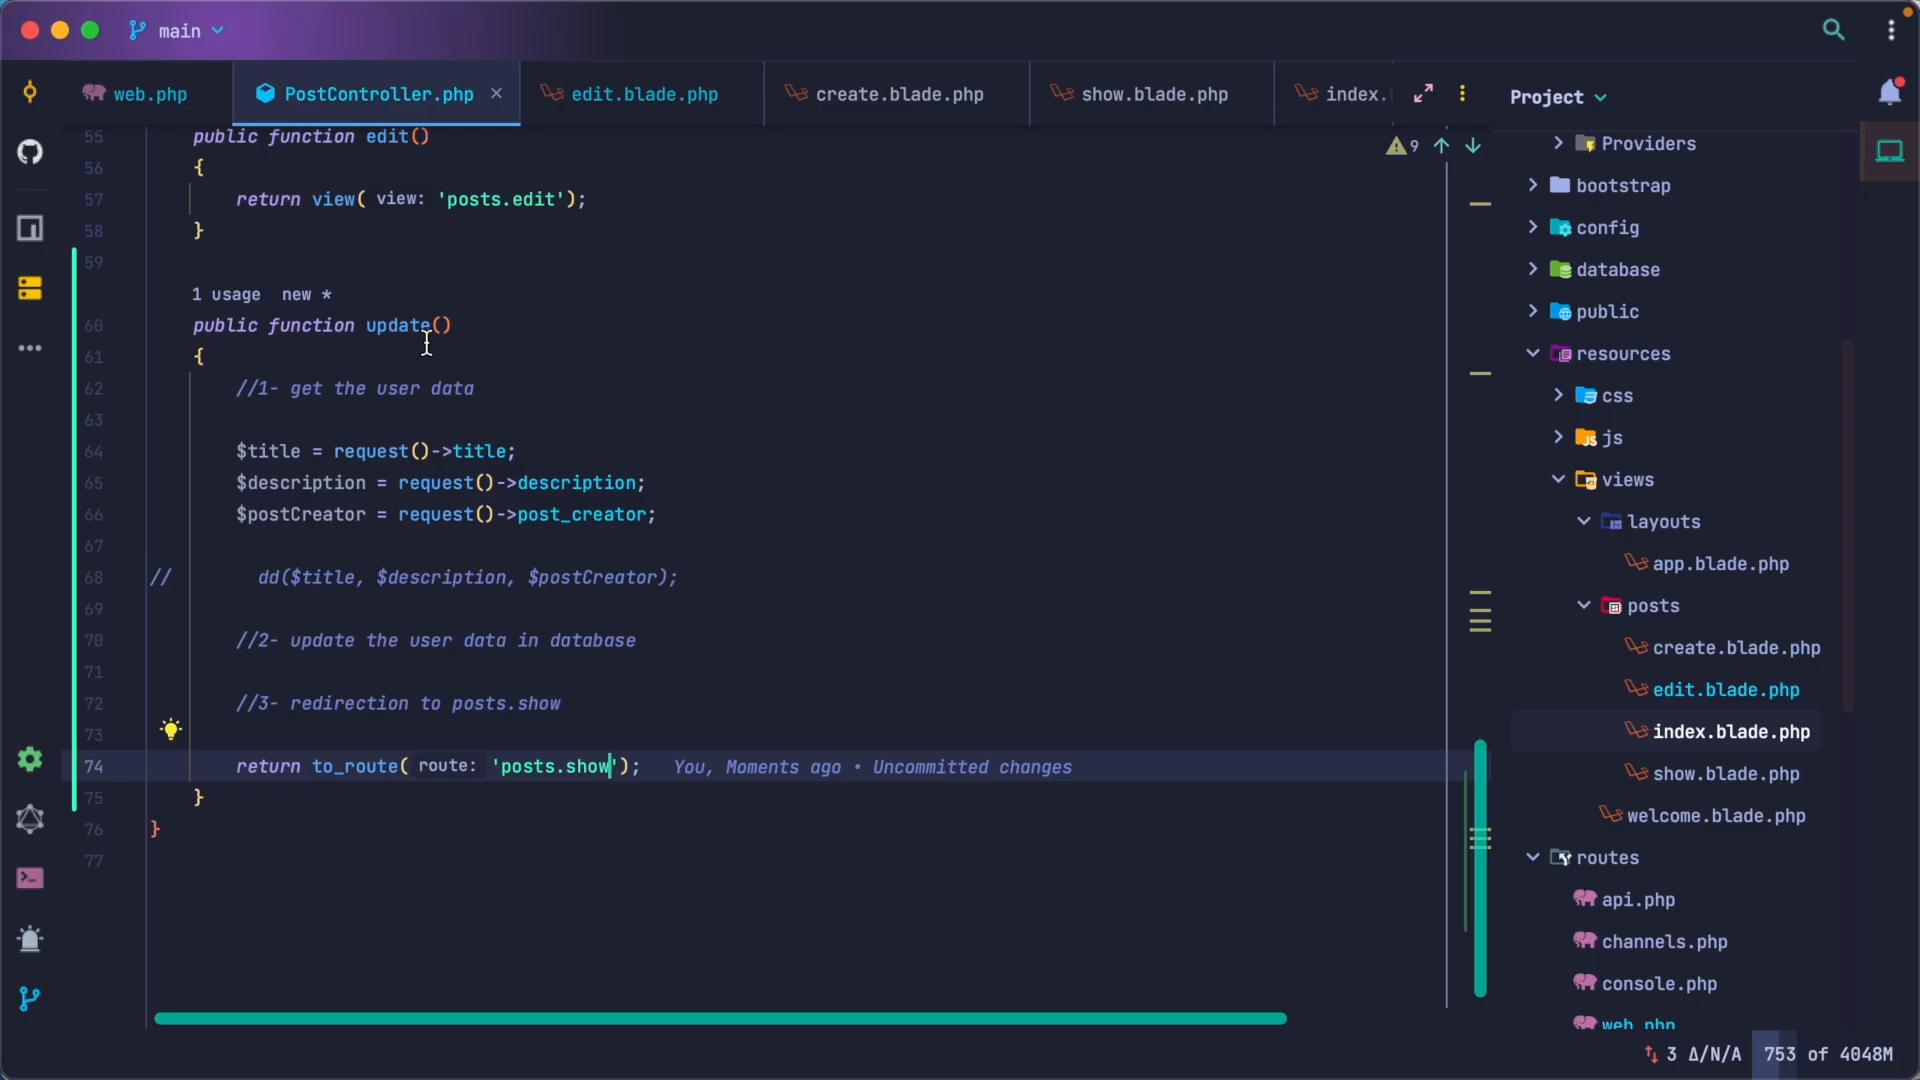 main
web.php
PostController.php
edit.blade.php
create.blade.php
show.blade.php
index.
Project
9
55 public function edit()
56 {
57 return view( view: 'posts.edit');
58 }
59
1 usage new *
60 public function update()
61 {
62 //1- get the user data
63
64 $title = request()->title;
65 $description = request()->description;
66 $postCreator = request()->post_creator;
67
68 // dd($title, $description, $postCreator);
69
70 //2- update the user data in database
71
72 //3- redirection to posts.show
73
74 return to_route( route: 'posts.show'); You, Moments ago • Uncommitted changes
75 }
76 }
77
Providers
bootstrap
config
database
public
resources
css
js
views
layouts
app.blade.php
posts
create.blade.php
edit.blade.php
index.blade.php
show.blade.php
welcome.blade.php
routes
api.php
channels.php
console.php
web.php
3 Δ/N/A
753 of 4048M